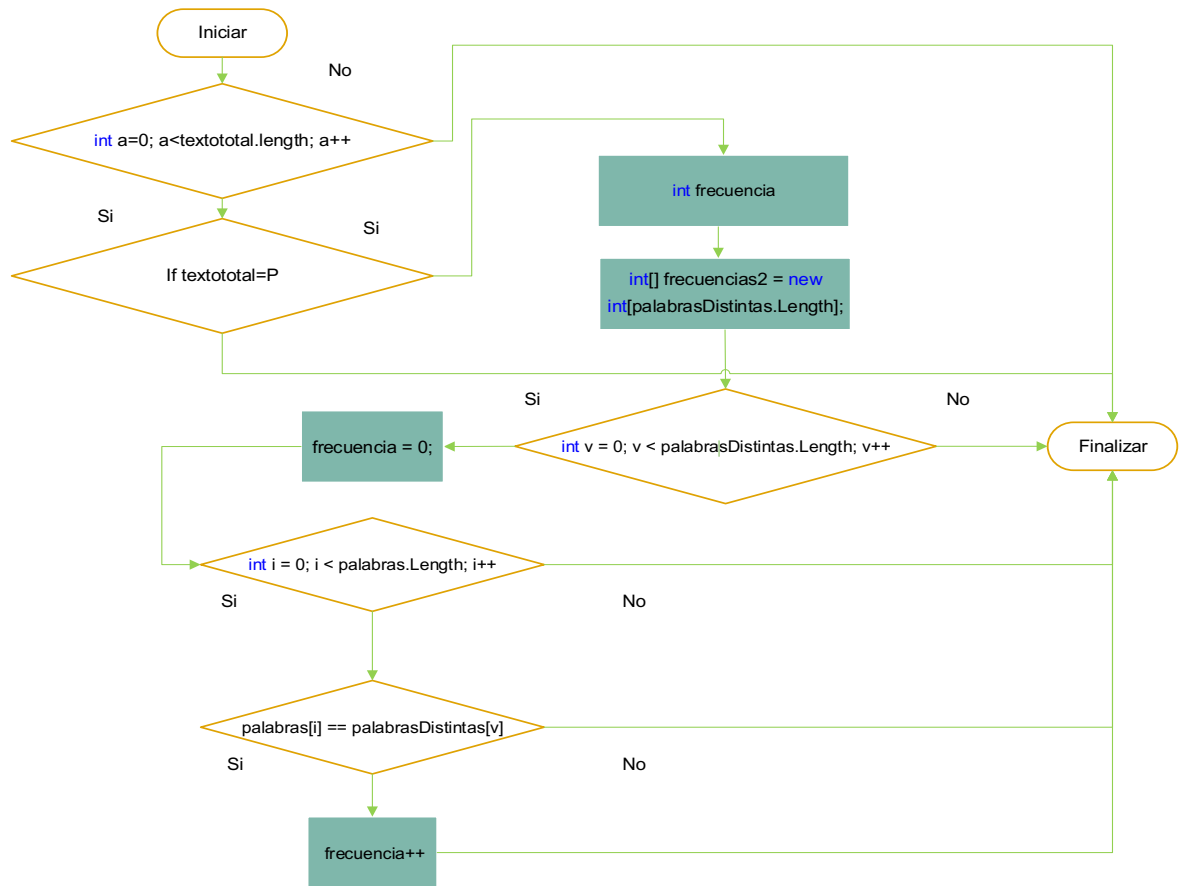 Iniciar
No
int a=0; a<textototal.length; a++
Si
Si
int frecuencia
If textototal=P
int[] frecuencias2 = new
int[palabrasDistintas.Length];
Si
No
frecuencia = 0;
int v = 0; v < palabrasDistintas.Length; v++
Finalizar
int i = 0; i < palabras.Length; i++
Si
No
palabras[i] == palabrasDistintas[v]
Si
No
frecuencia++